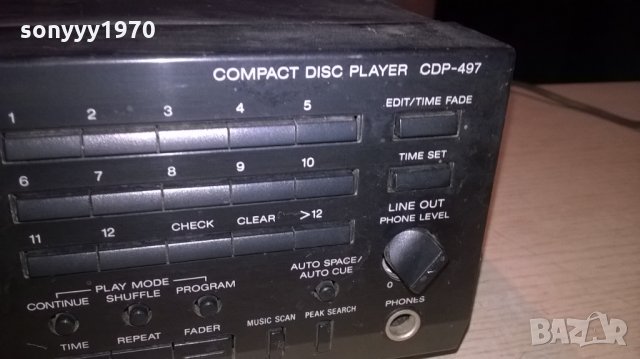 sonyyy1970
COMPACT DISC PLAYER CDP-497
EDIT/TIME FADE
1 2 3 4 5
TIME SET
6 7 8 9 10
LINE OUT
PHONE LEVEL
11 12 CHECK CLEAR >12
0
AUTO SPACE/
AUTO CUE
PLAY MODE
CONTINUE SHUFFLE PROGRAM
PHONES
TIME REPEAT FADER MUSIC SCAN PEAK SEARCH
BAZAR